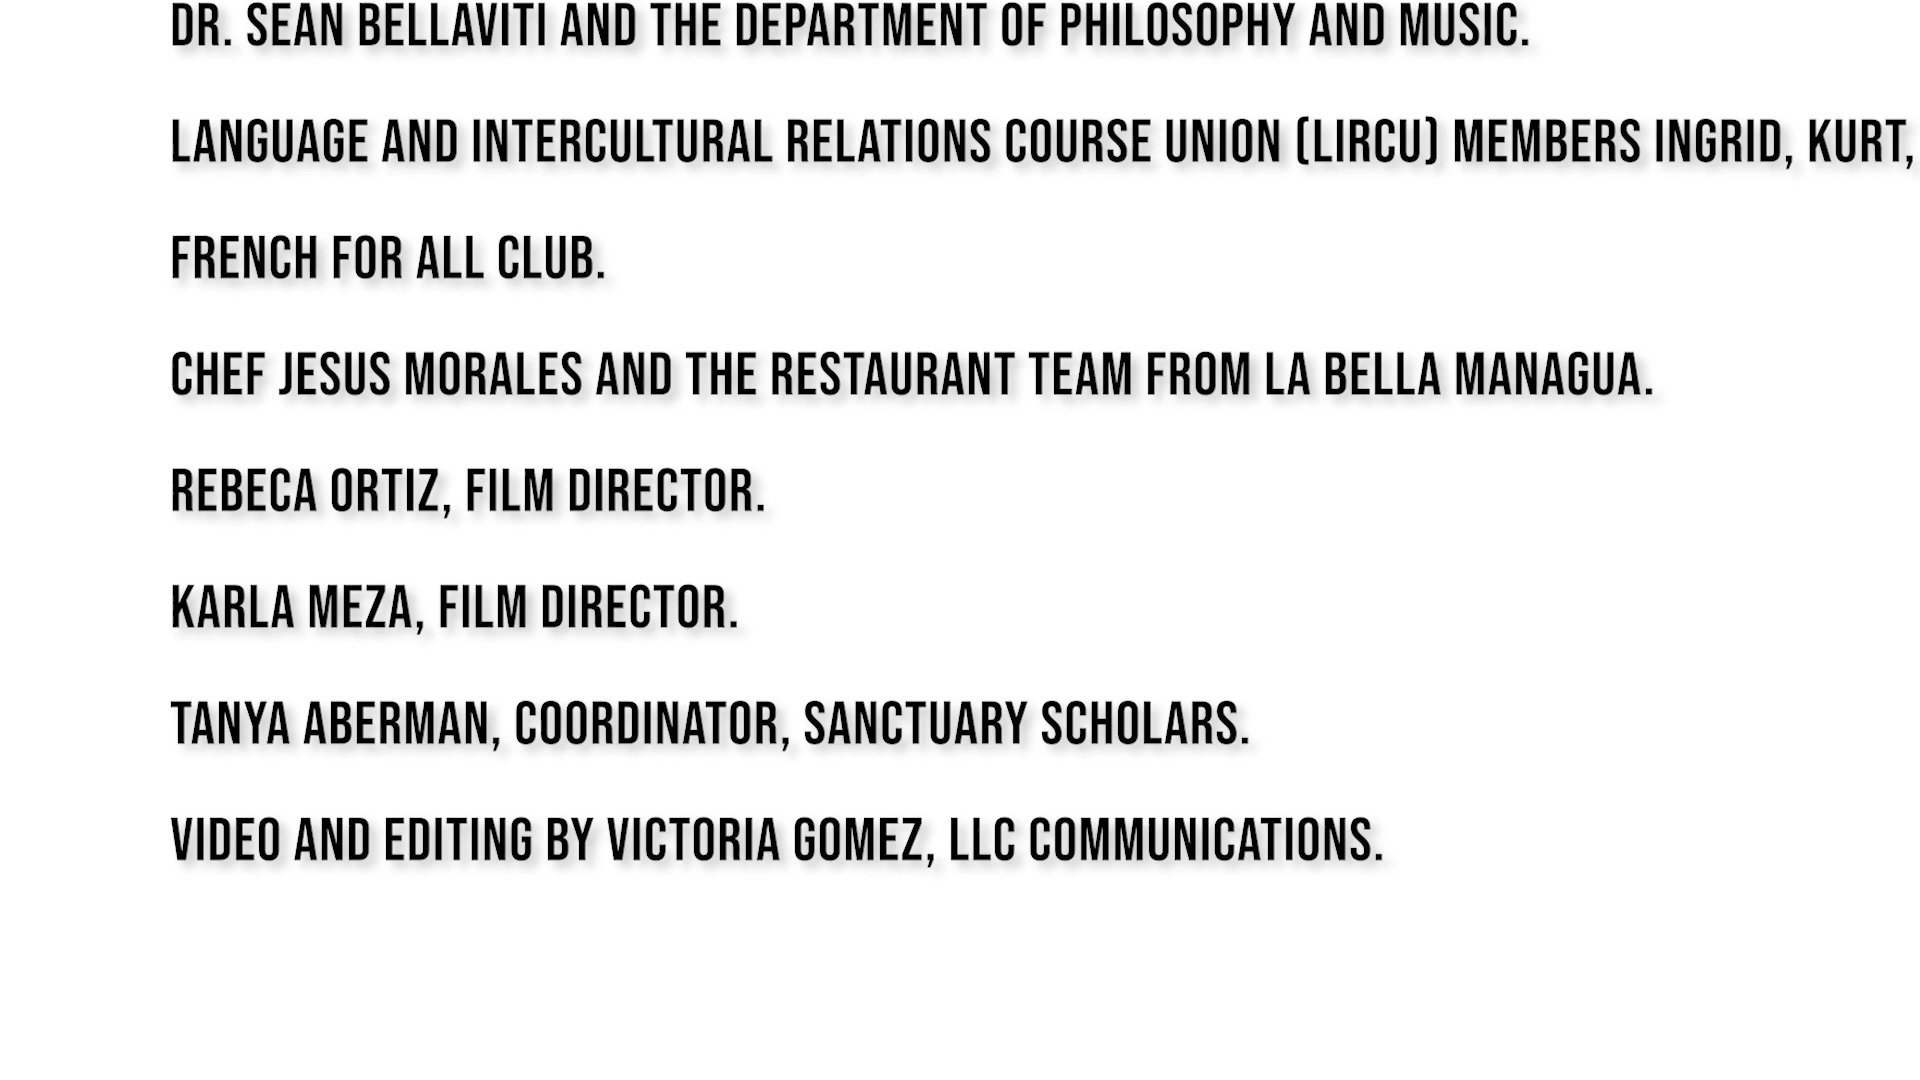 DR. SEAN BELLAVITI AND THE DEPARTMENT OF PHILOSOPHY AND MUSIC.
LANGUAGE AND INTERCULTURAL RELATIONS COURSE UNION (LIRCU) MEMBERS INGRID, KURT,
FRENCH FOR ALL CLUB.
CHEF JESUS MORALES AND THE RESTAURANT TEAM FROM LA BELLA MANAGUA.
REBECA ORTIZ, FILM DIRECTOR.
KARLA MEZA, FILM DIRECTOR.
TANYA ABERMAN, COORDINATOR, SANCTUARY SCHOLARS.
VIDEO AND EDITING BY VICTORIA GOMEZ, LLC COMMUNICATIONS.